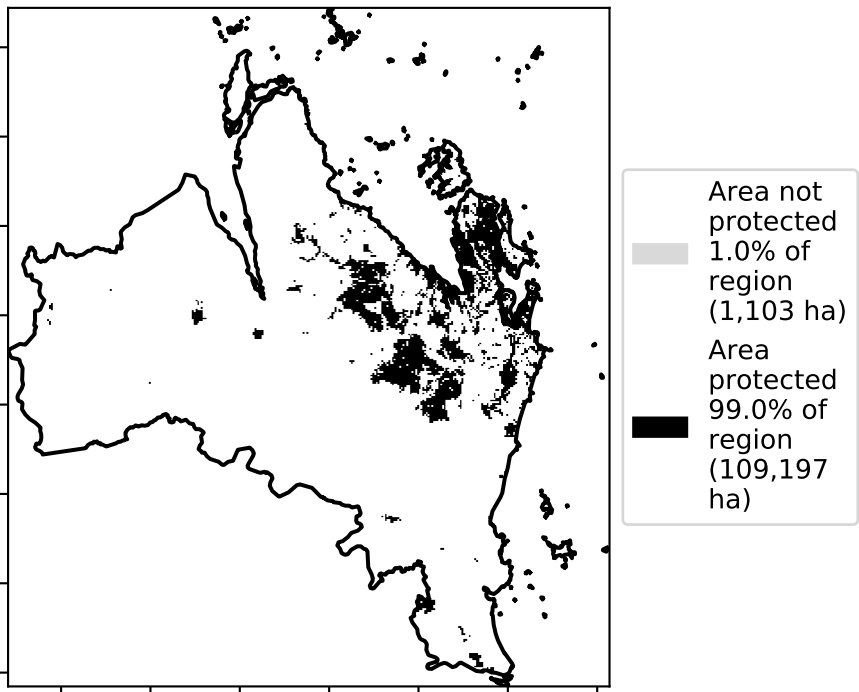 Area not
protected
1.0% of
region
(1,103 ha)
Area
protected
99.0% of
region
(109,197
ha)